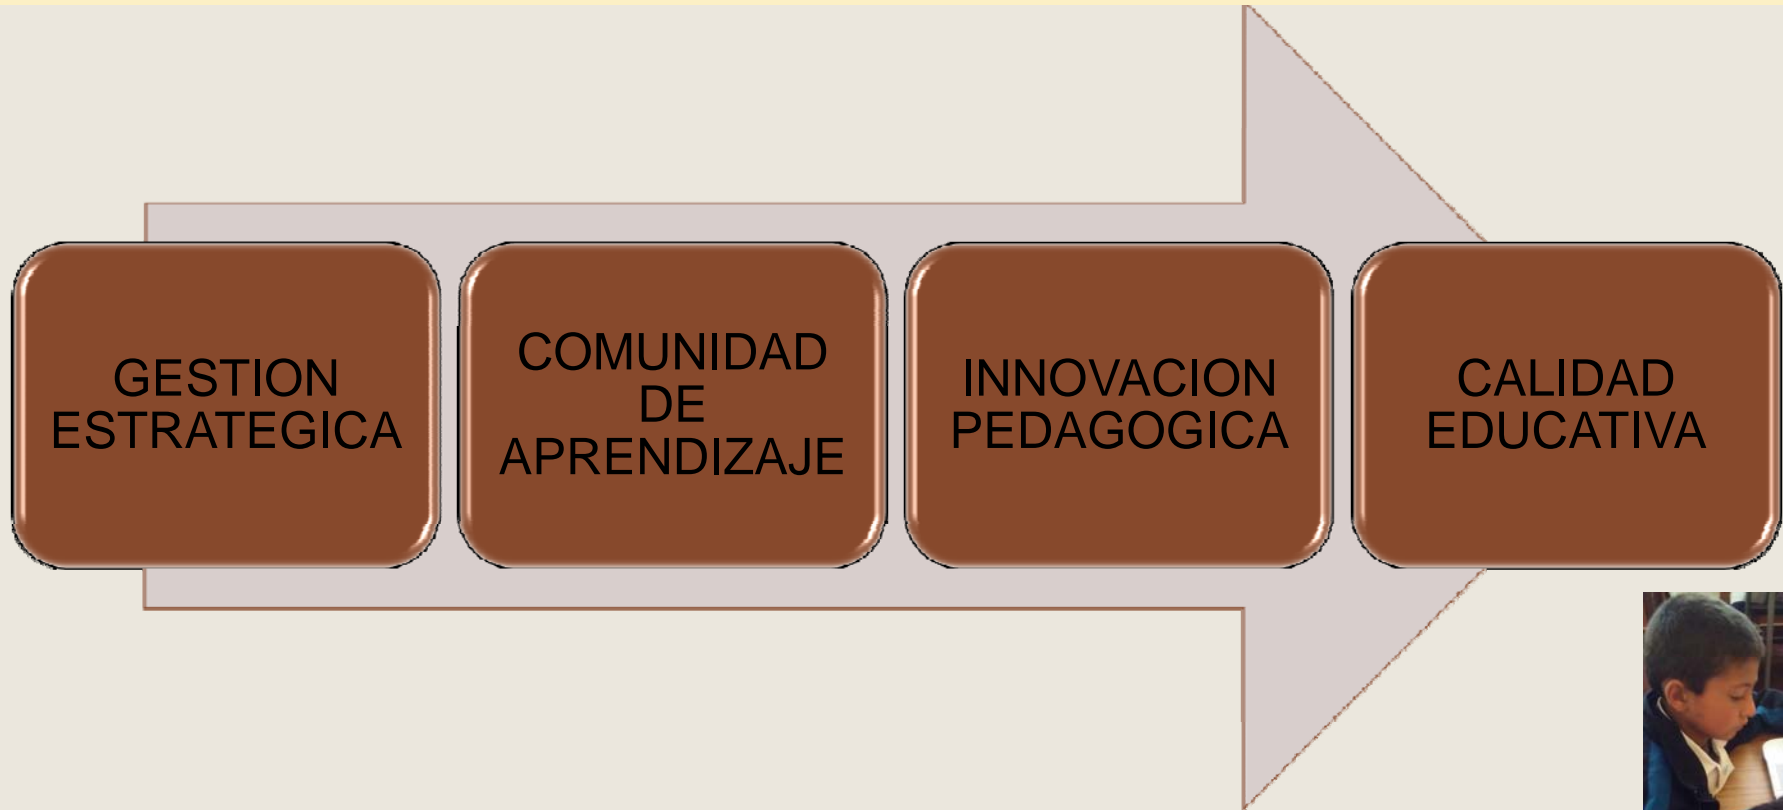 GESTION
ESTRATEGICA
COMUNIDAD
DE
APRENDIZAJE
INNOVACION
PEDAGOGICA
CALIDAD
EDUCATIVA